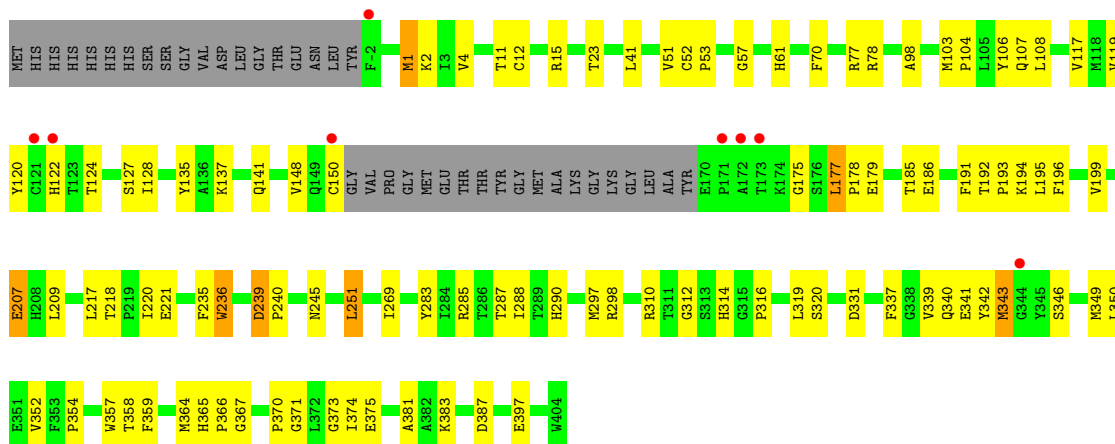 MET HIS HIS HIS HIS HIS HIS SER SER GLY VAL ASP LEU GLY THR GLU ASN LEU TYR F-2 M1 K2 I3 V4 T11 C12 R15 T23 L41 V51 C52 P53 G57 H61 F70 R77 R78 A98 M103 P104 L105 Y106 Q107 L108 V117 M118 V119
Y120 C121 H122 T123 T124 S127 I128 Y135 A136 K137 Q141 V148 Q149 C150 GLY VAL PRO GLY MET GLU THR THR TYR GLY MET ALA LYS GLY LYS GLY LEU ALA TYR E170 P171 A172 T173 K174 G175 S176 L177 P178 E179 T185 E186 F191 T192 P193 K194 L195 F196 V199
E207 H208 L209 L217 T218 P219 I220 E221 F235 W236 D239 P240 N245 L251 I269 Y283 I284 R285 T286 T287 I288 T289 H290 M297 R298 R310 T311 G312 S313 H314 G315 P316 L319 S320 D331 F337 G338 V339 Q340 E341 Y342 M343 G344 Y345 S346 M349 L350
E351 V352 F353 P354 W357 T358 F359 M364 H365 P366 G367 P370 G371 L372 G373 I374 E375 A381 A382 K383 D387 E397 W404